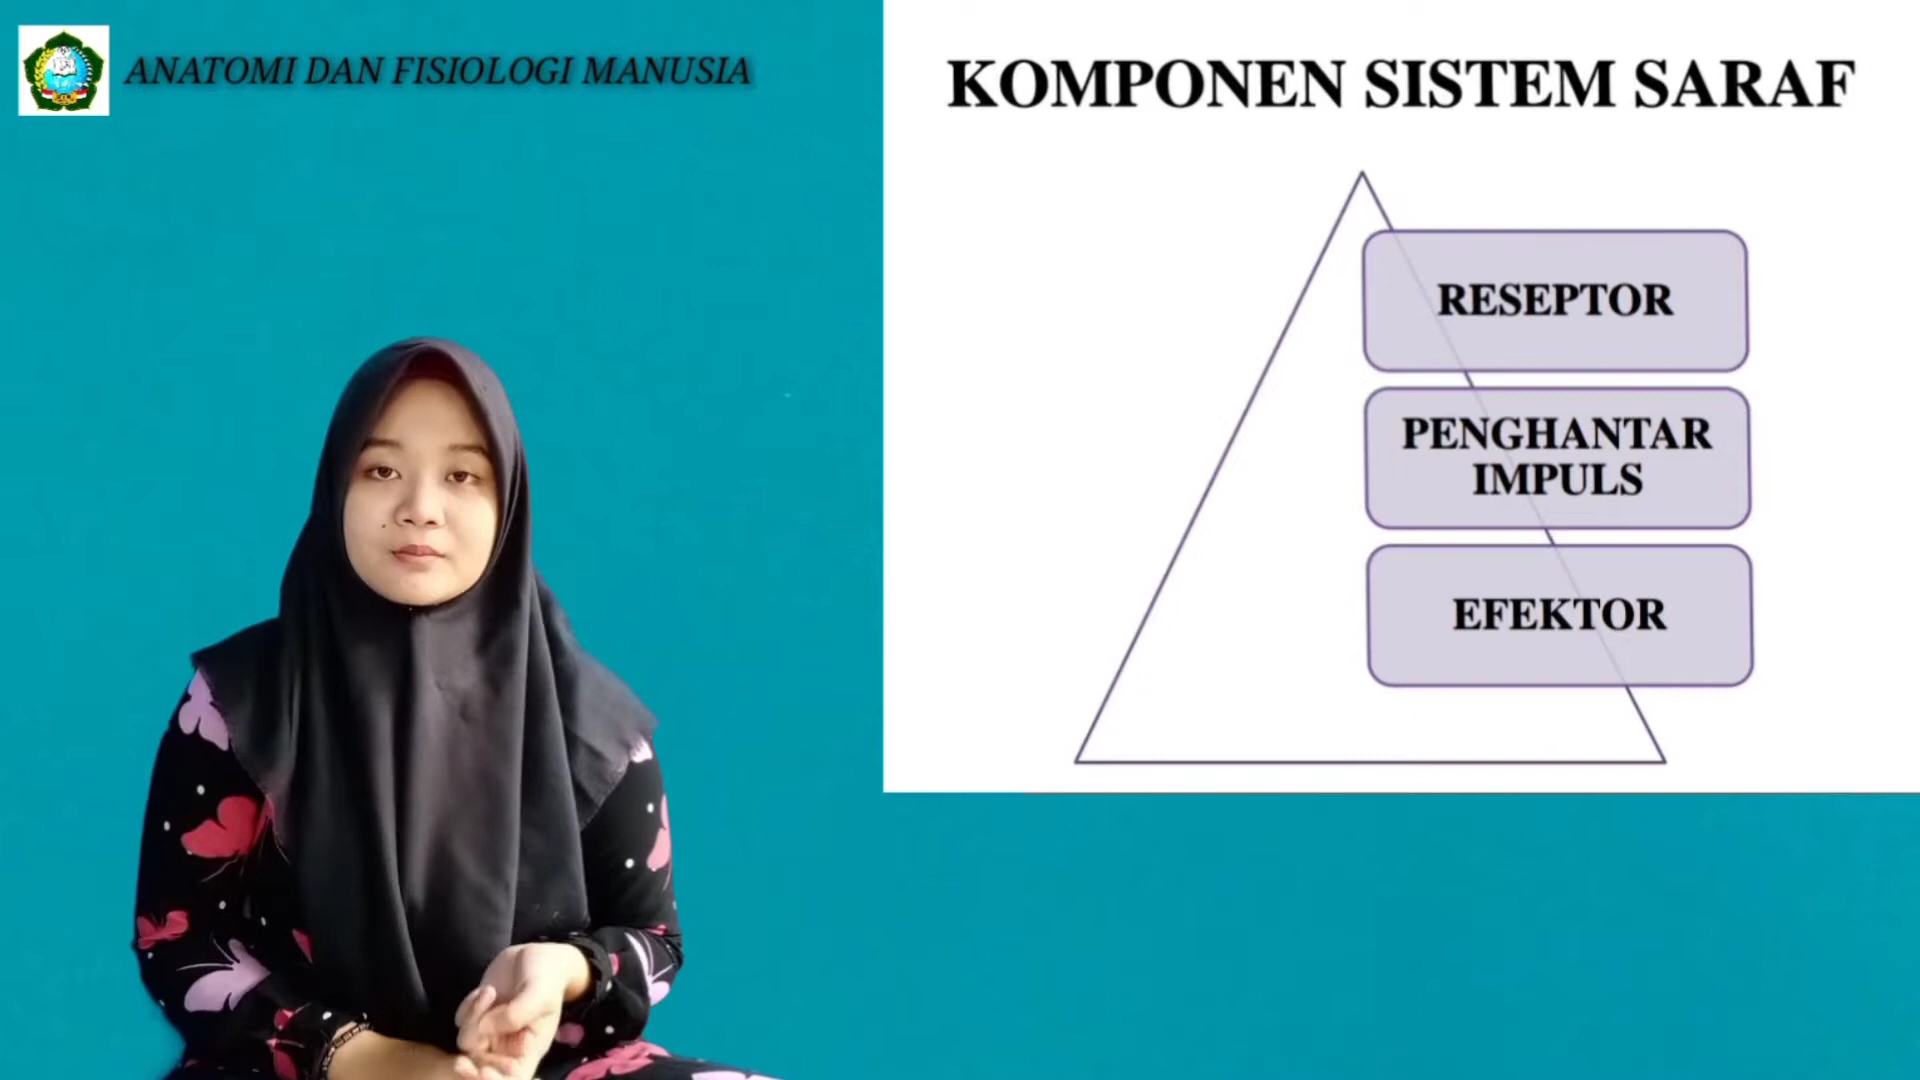 ANATOMI DAN FISIOLOGI MANUSIA
KOMPONEN SISTEM SARAF
RESEPTOR
PENGHANTAR
IMPULS
EFEKTOR